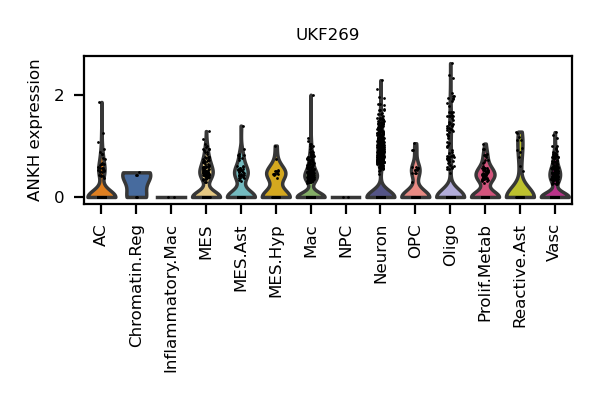 UKF269
ANKH expression
2
0
AC
Chromatin.Reg
Inflammatory.Mac
MES
MES.Ast
MES.Hyp
Mac
NPC
Neuron
OPC
Oligo
Prolif.Metab
Reactive.Ast
Vasc